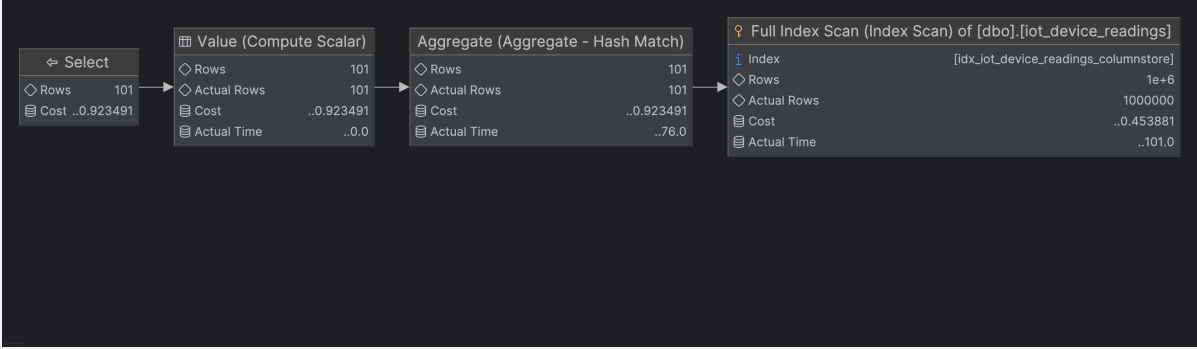 Select
Rows 101
Cost ..0.923491
Value (Compute Scalar)
Rows 101
Actual Rows 101
Cost ..0.923491
Actual Time ..0.0
Aggregate (Aggregate - Hash Match)
Rows 101
Actual Rows 101
Cost ..0.923491
Actual Time ..76.0
Full Index Scan (Index Scan) of [dbo].[iot_device_readings]
Index [idx_iot_device_readings_columnstore]
Rows 1e+6
Actual Rows 1000000
Cost ..0.453881
Actual Time ..101.0